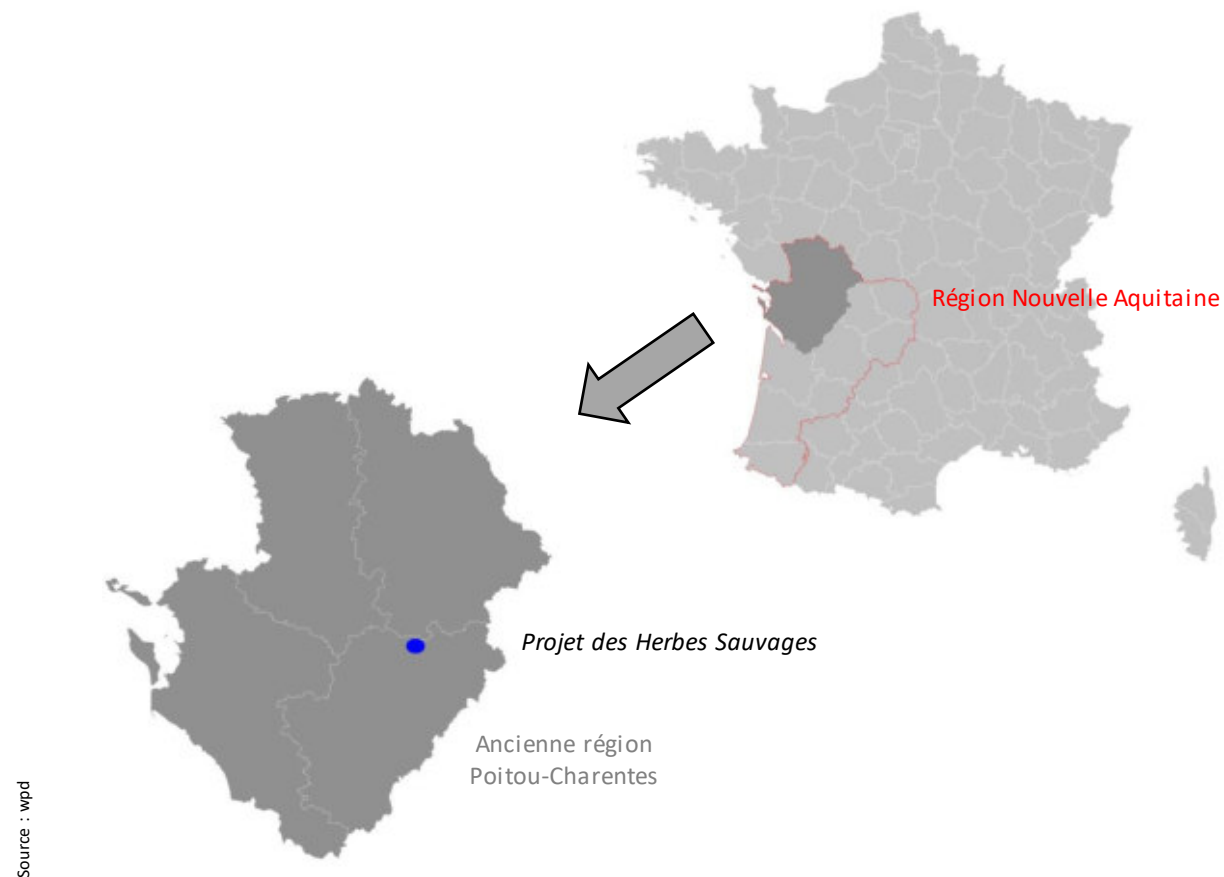 Région Nouvelle Aquitaine
Projet des Herbes Sauvages
Ancienne région
Poitou-Charentes
Source : wpd